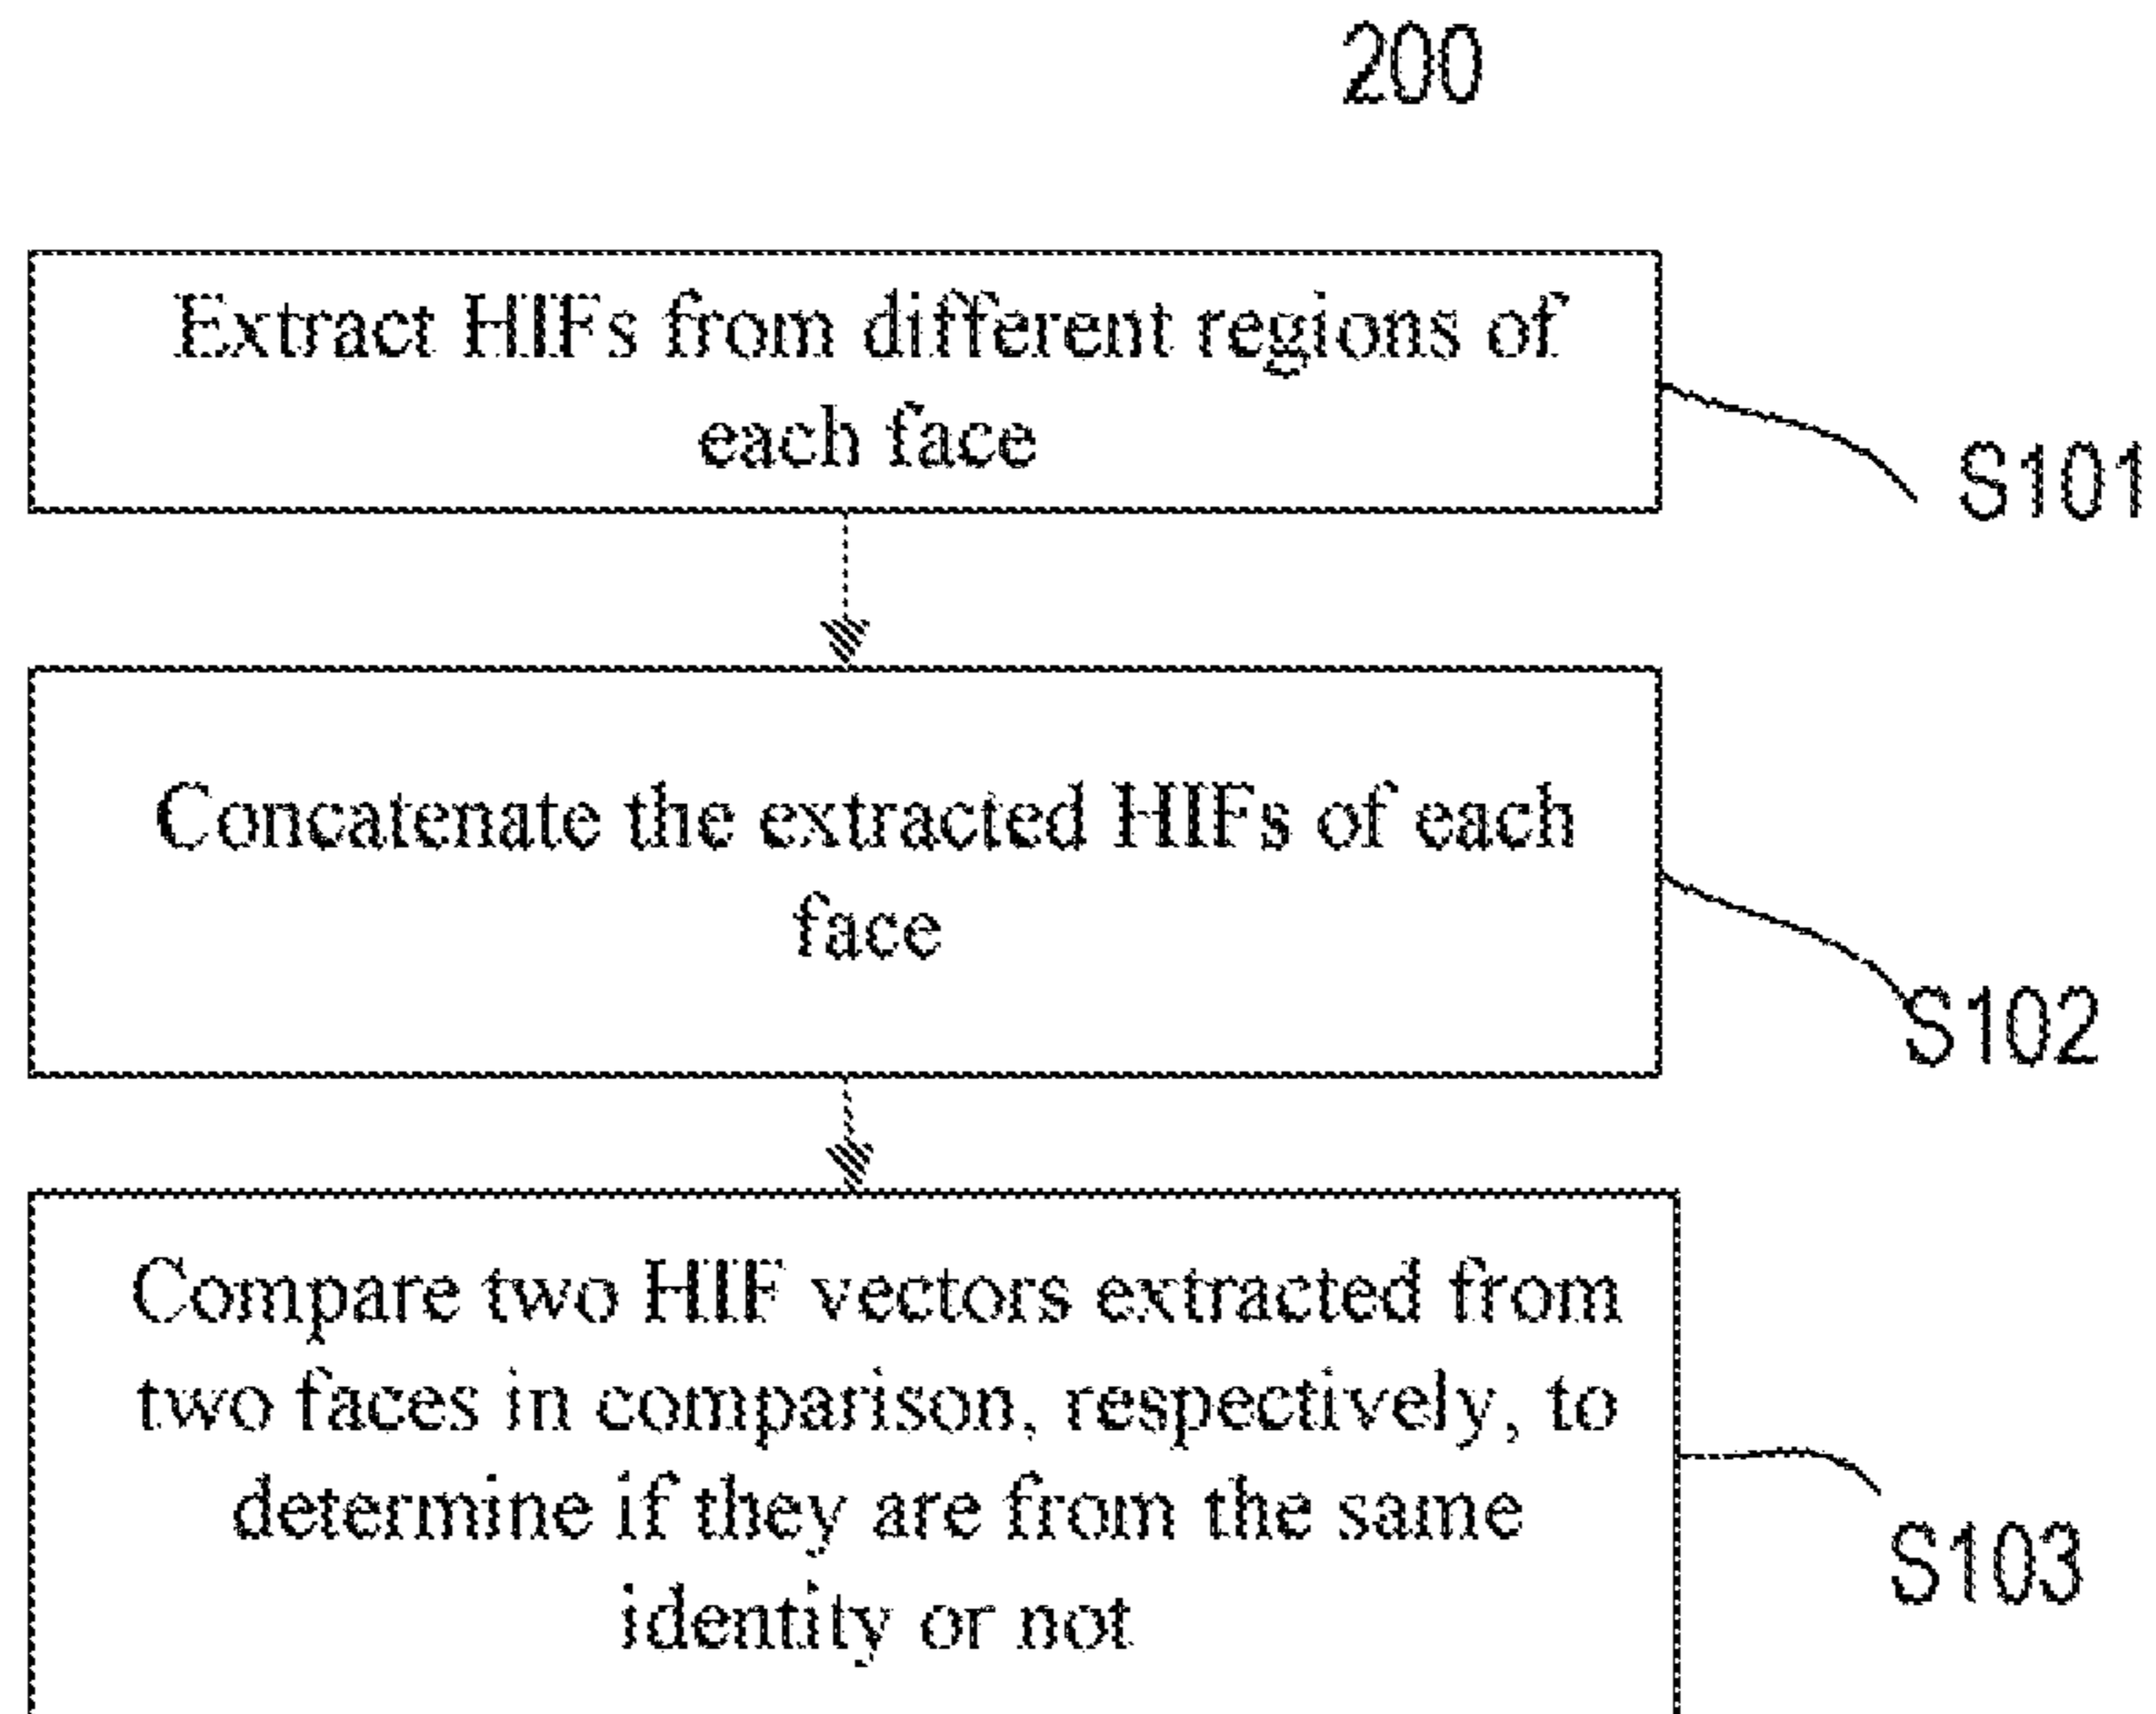 200
Extract HIFs from different regions of
each face
S101
Concatenate the extracted HIFs of each
face
S102
Compare two HIF vectors extracted from
two faces in comparison, respectively, to
determine if they are from the same
identity or not
S103